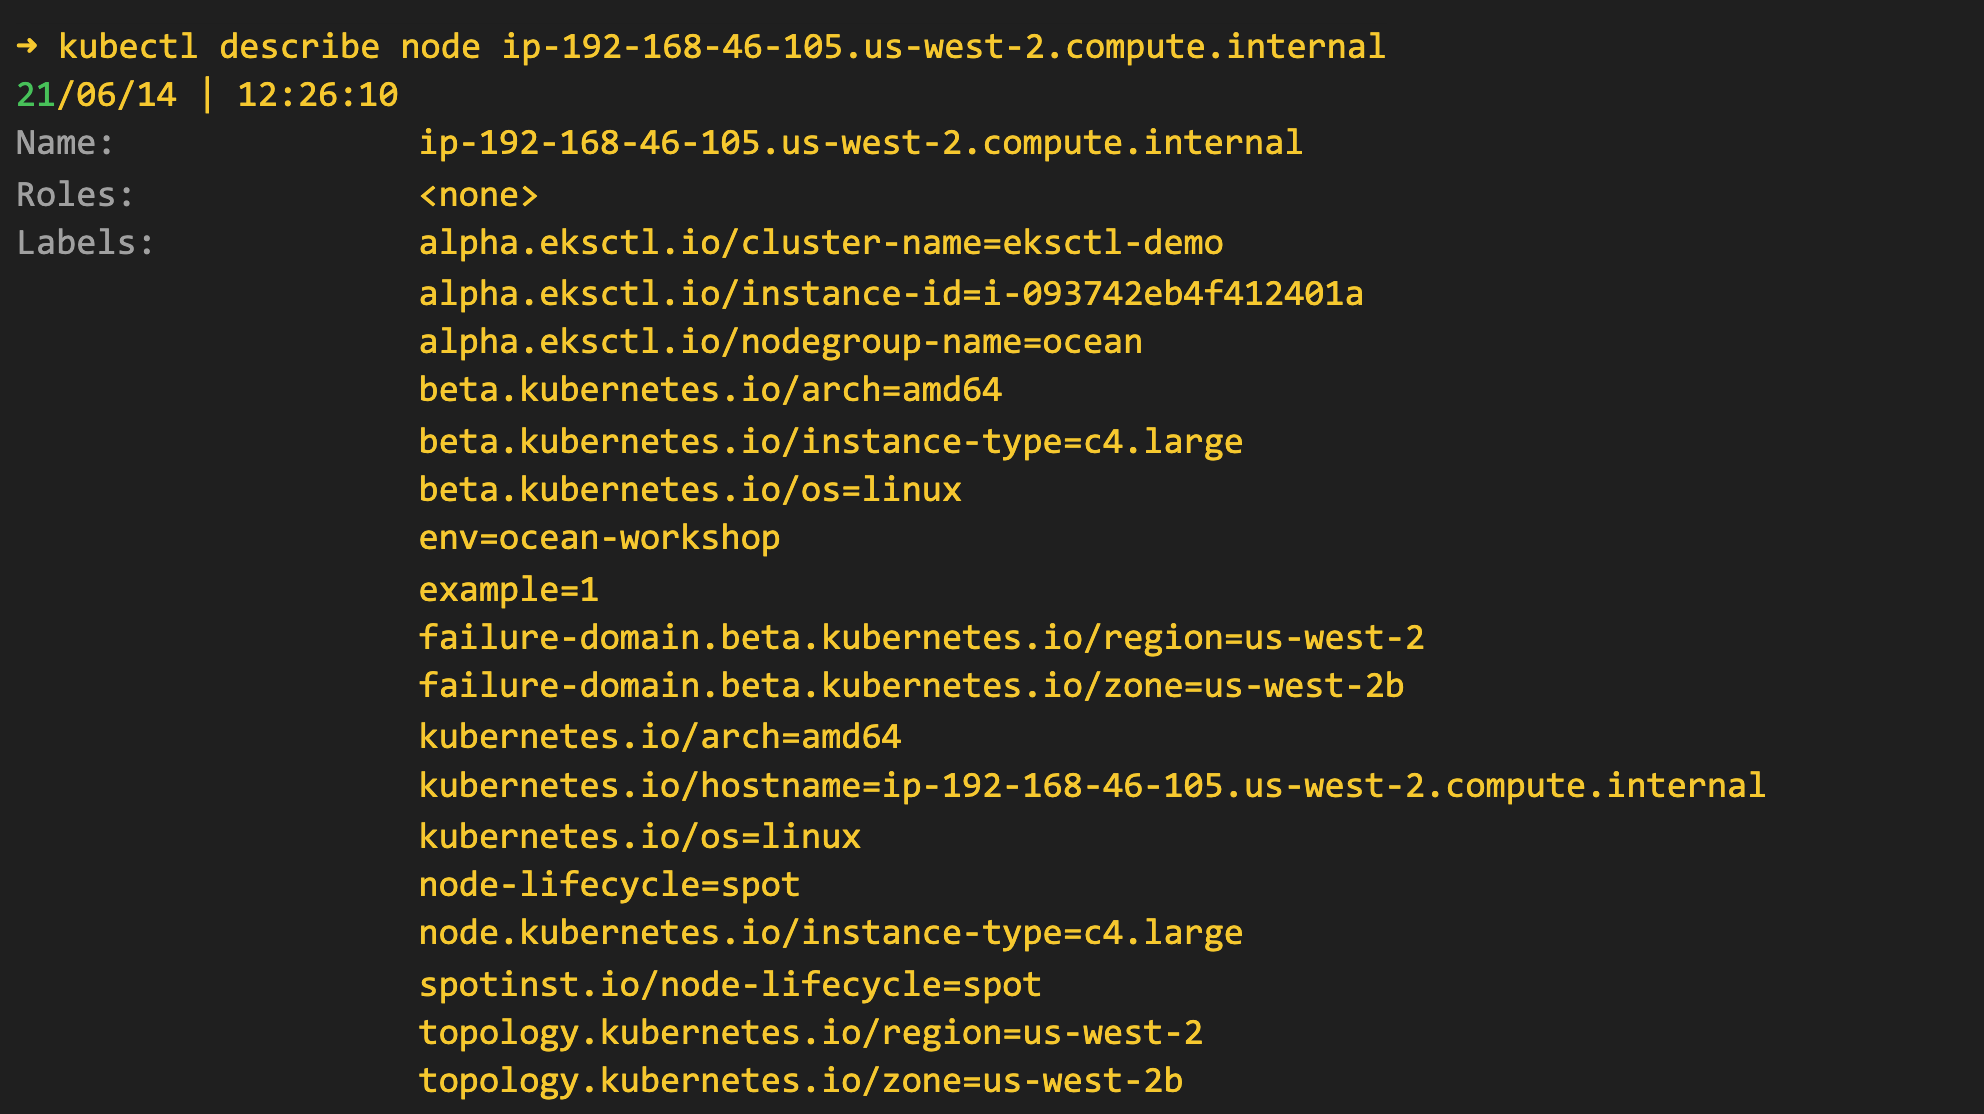 ➜ kubectl describe node ip-192-168-46-105.us-west-2.compute.internal
21/06/14 | 12:26:10
Name: ip-192-168-46-105.us-west-2.compute.internal
Roles: <none>
Labels: alpha.eksctl.io/cluster-name=eksctl-demo
alpha.eksctl.io/instance-id=i-093742eb4f412401a
alpha.eksctl.io/nodegroup-name=ocean
beta.kubernetes.io/arch=amd64
beta.kubernetes.io/instance-type=c4.large
beta.kubernetes.io/os=linux
env=ocean-workshop
example=1
failure-domain.beta.kubernetes.io/region=us-west-2
failure-domain.beta.kubernetes.io/zone=us-west-2b
kubernetes.io/arch=amd64
kubernetes.io/hostname=ip-192-168-46-105.us-west-2.compute.internal
kubernetes.io/os=linux
node-lifecycle=spot
node.kubernetes.io/instance-type=c4.large
spotinst.io/node-lifecycle=spot
topology.kubernetes.io/region=us-west-2
topology.kubernetes.io/zone=us-west-2b